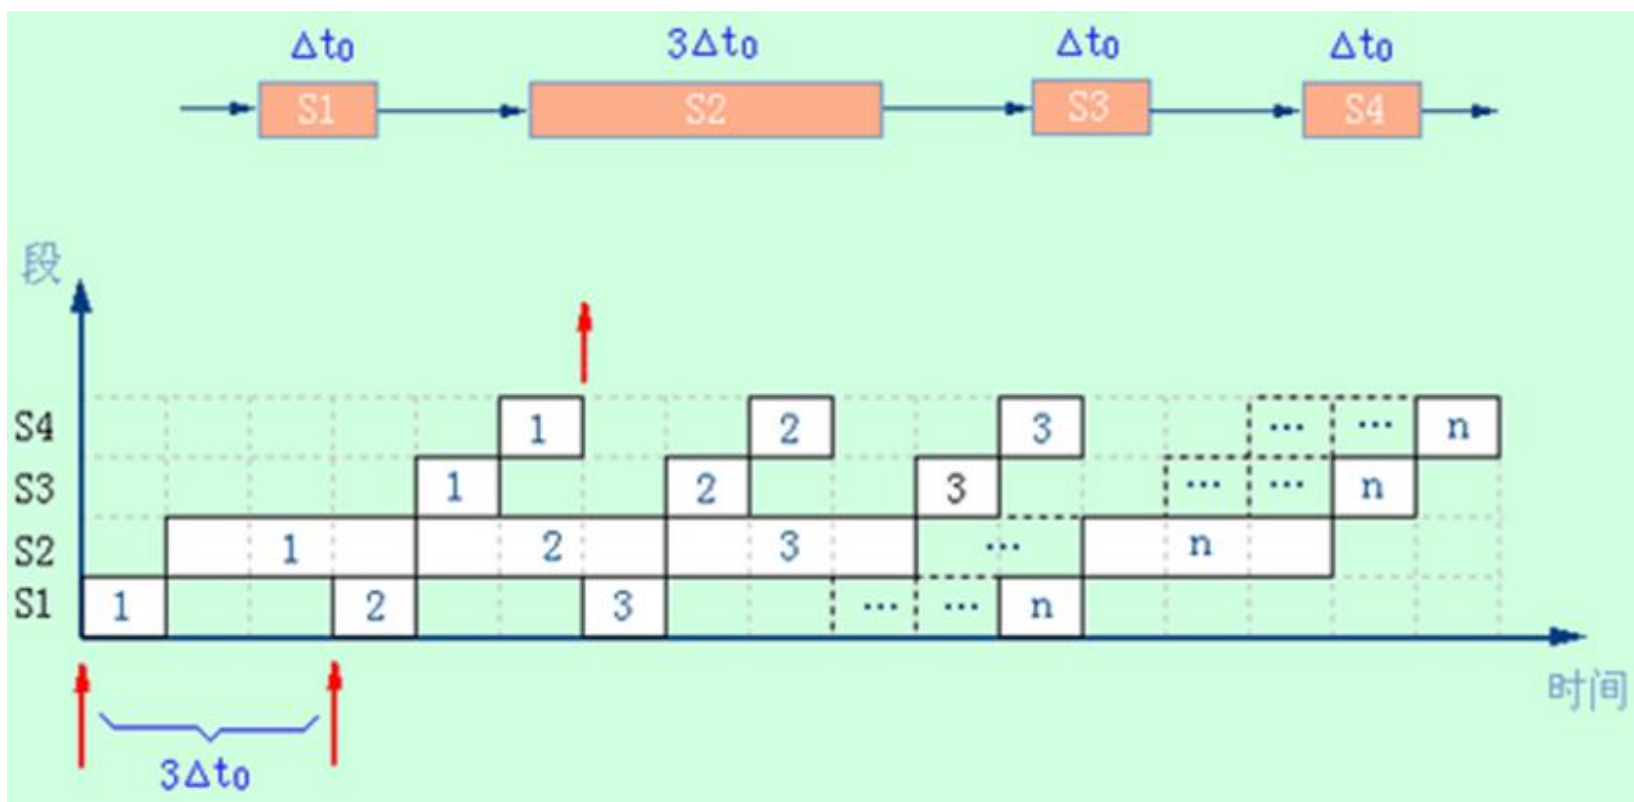 Δt₀ 3Δt₀ Δt₀ Δt₀
S1 S2 S3 S4
段
S4 1 2 3 … … n
S3 1 2 3 … … n
S2 1 2 3 … n
S1 1 2 3 … … n
时间
3Δt₀